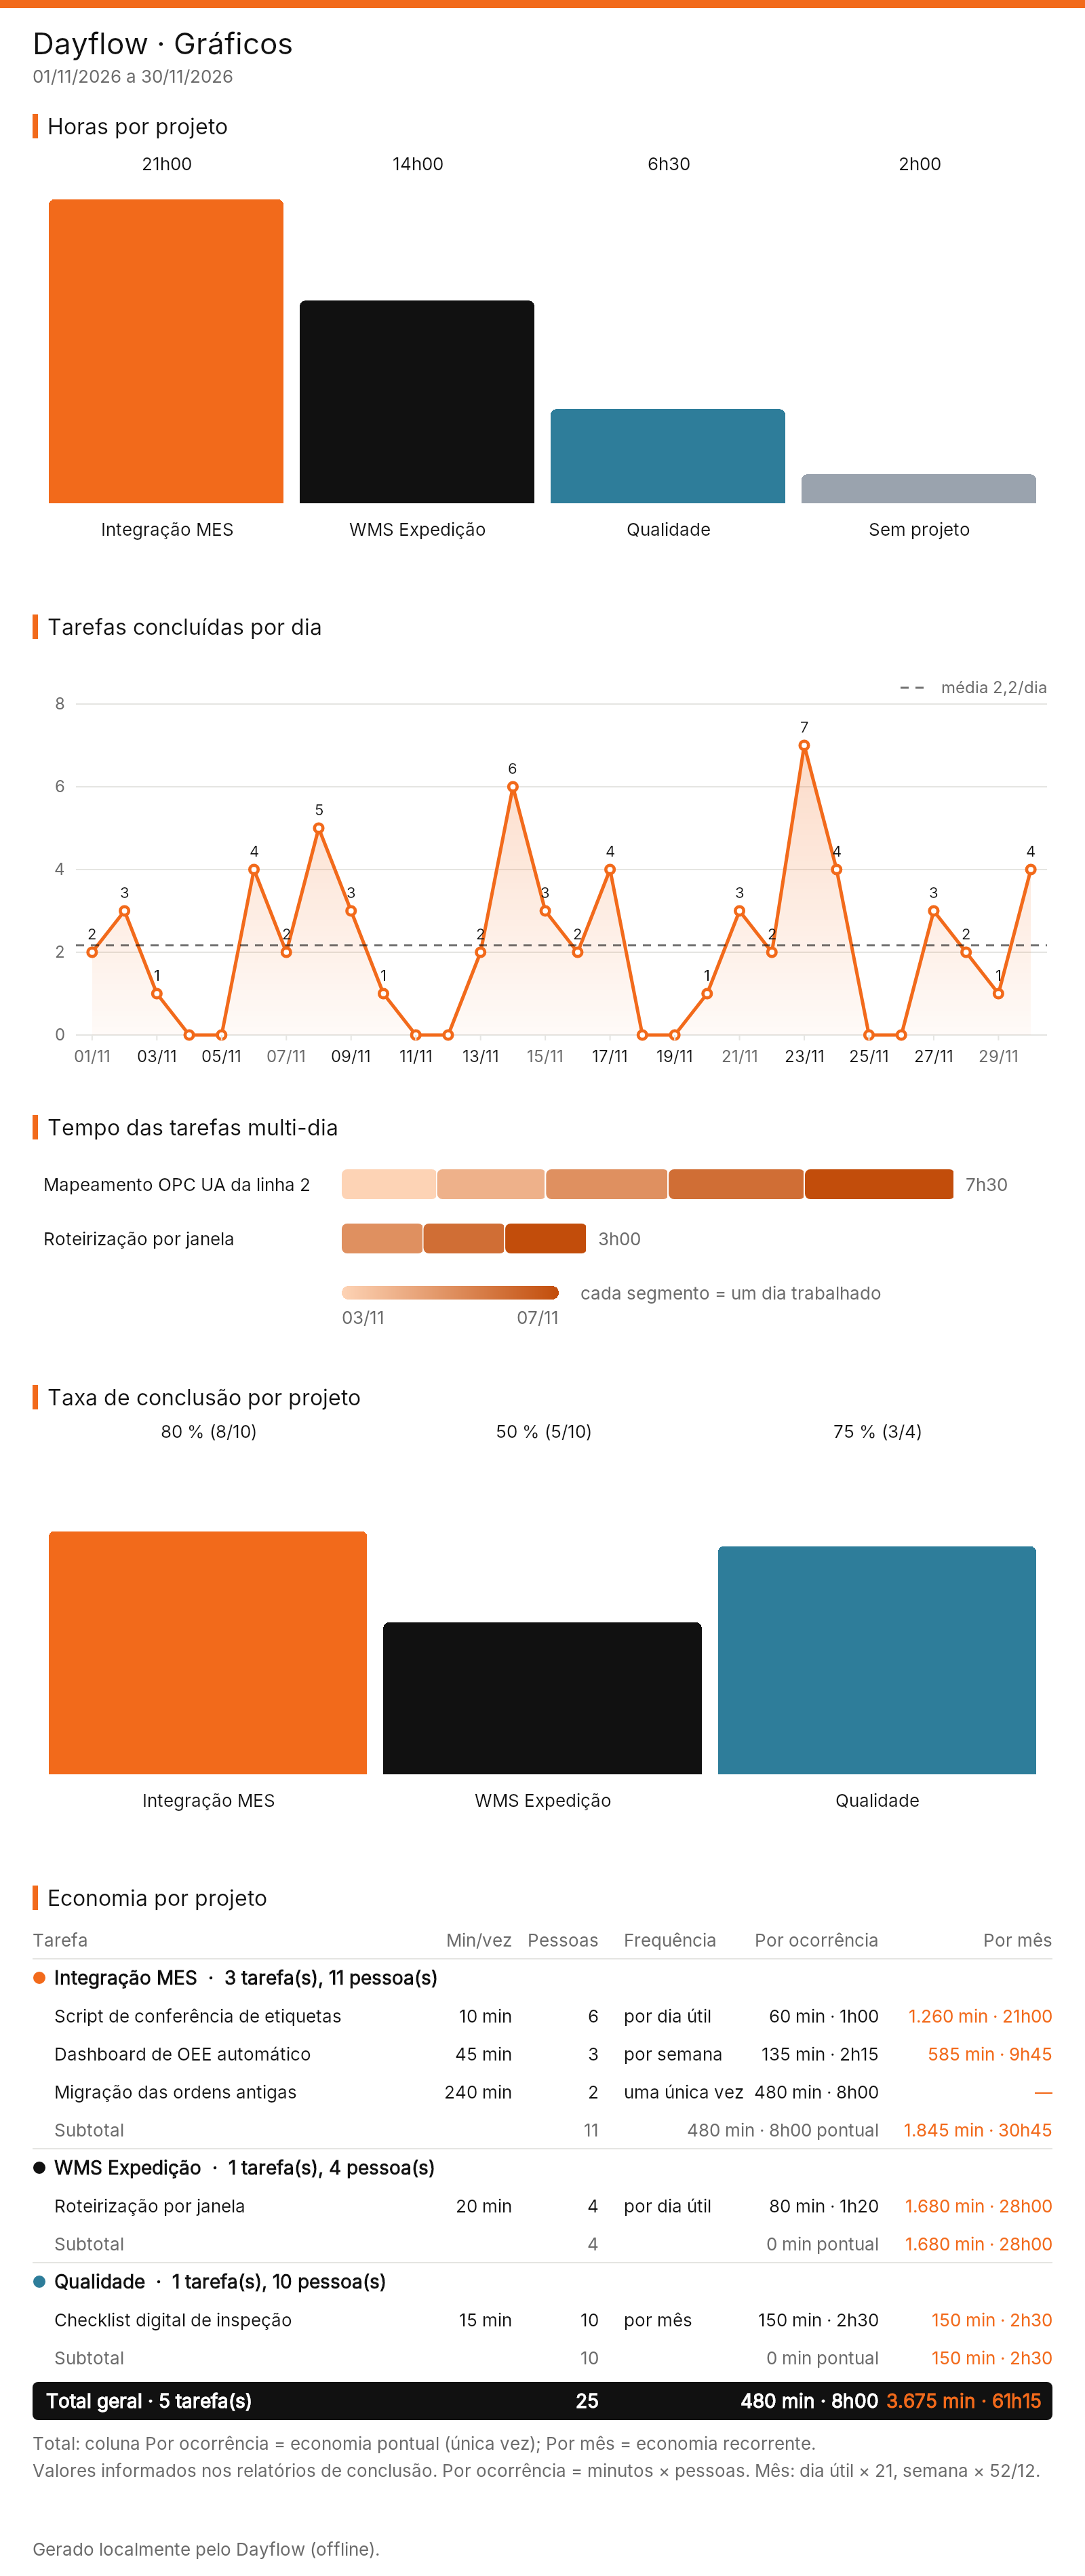 Dayflow · Gráficos
01/11/2026 a 30/11/2026
Horas por projeto
21h00 14h00 6h30 2h00
Integração MES WMS Expedição Qualidade Sem projeto
Tarefas concluídas por dia
média 2,2/dia
8
7
6
6
5
4
4 4 4 4
3 3 3 3 3
2 2 2 2 2 2
2
1 1 1 1
0
01/11 03/11 05/11 07/11 09/11 11/11 13/11 15/11 17/11 19/11 21/11 23/11 25/11 27/11 29/11
Tempo das tarefas multi-dia
Mapeamento OPC UA da linha 2 7h30
Roteirização por janela 3h00
cada segmento = um dia trabalhado
03/11 07/11
Taxa de conclusão por projeto
80 % (8/10) 50 % (5/10) 75 % (3/4)
Integração MES WMS Expedição Qualidade
Economia por projeto
Tarefa Min/vez Pessoas Frequência Por ocorrência Por mês
Integração MES · 3 tarefa(s), 11 pessoa(s)
Script de conferência de etiquetas 10 min 6 por dia útil 60 min · 1h00 1.260 min · 21h00
Dashboard de OEE automático 45 min 3 por semana 135 min · 2h15 585 min · 9h45
Migração das ordens antigas 240 min 2 uma única vez 480 min · 8h00 —
Subtotal 11 480 min · 8h00 pontual 1.845 min · 30h45
WMS Expedição · 1 tarefa(s), 4 pessoa(s)
Roteirização por janela 20 min 4 por dia útil 80 min · 1h20 1.680 min · 28h00
Subtotal 4 0 min pontual 1.680 min · 28h00
Qualidade · 1 tarefa(s), 10 pessoa(s)
Checklist digital de inspeção 15 min 10 por mês 150 min · 2h30 150 min · 2h30
Subtotal 10 0 min pontual 150 min · 2h30
Total geral · 5 tarefa(s) 25 480 min · 8h00 3.675 min · 61h15
Total: coluna Por ocorrência = economia pontual (única vez); Por mês = economia recorrente.
Valores informados nos relatórios de conclusão. Por ocorrência = minutos × pessoas. Mês: dia útil × 21, semana × 52/12.
Gerado localmente pelo Dayflow (offline).